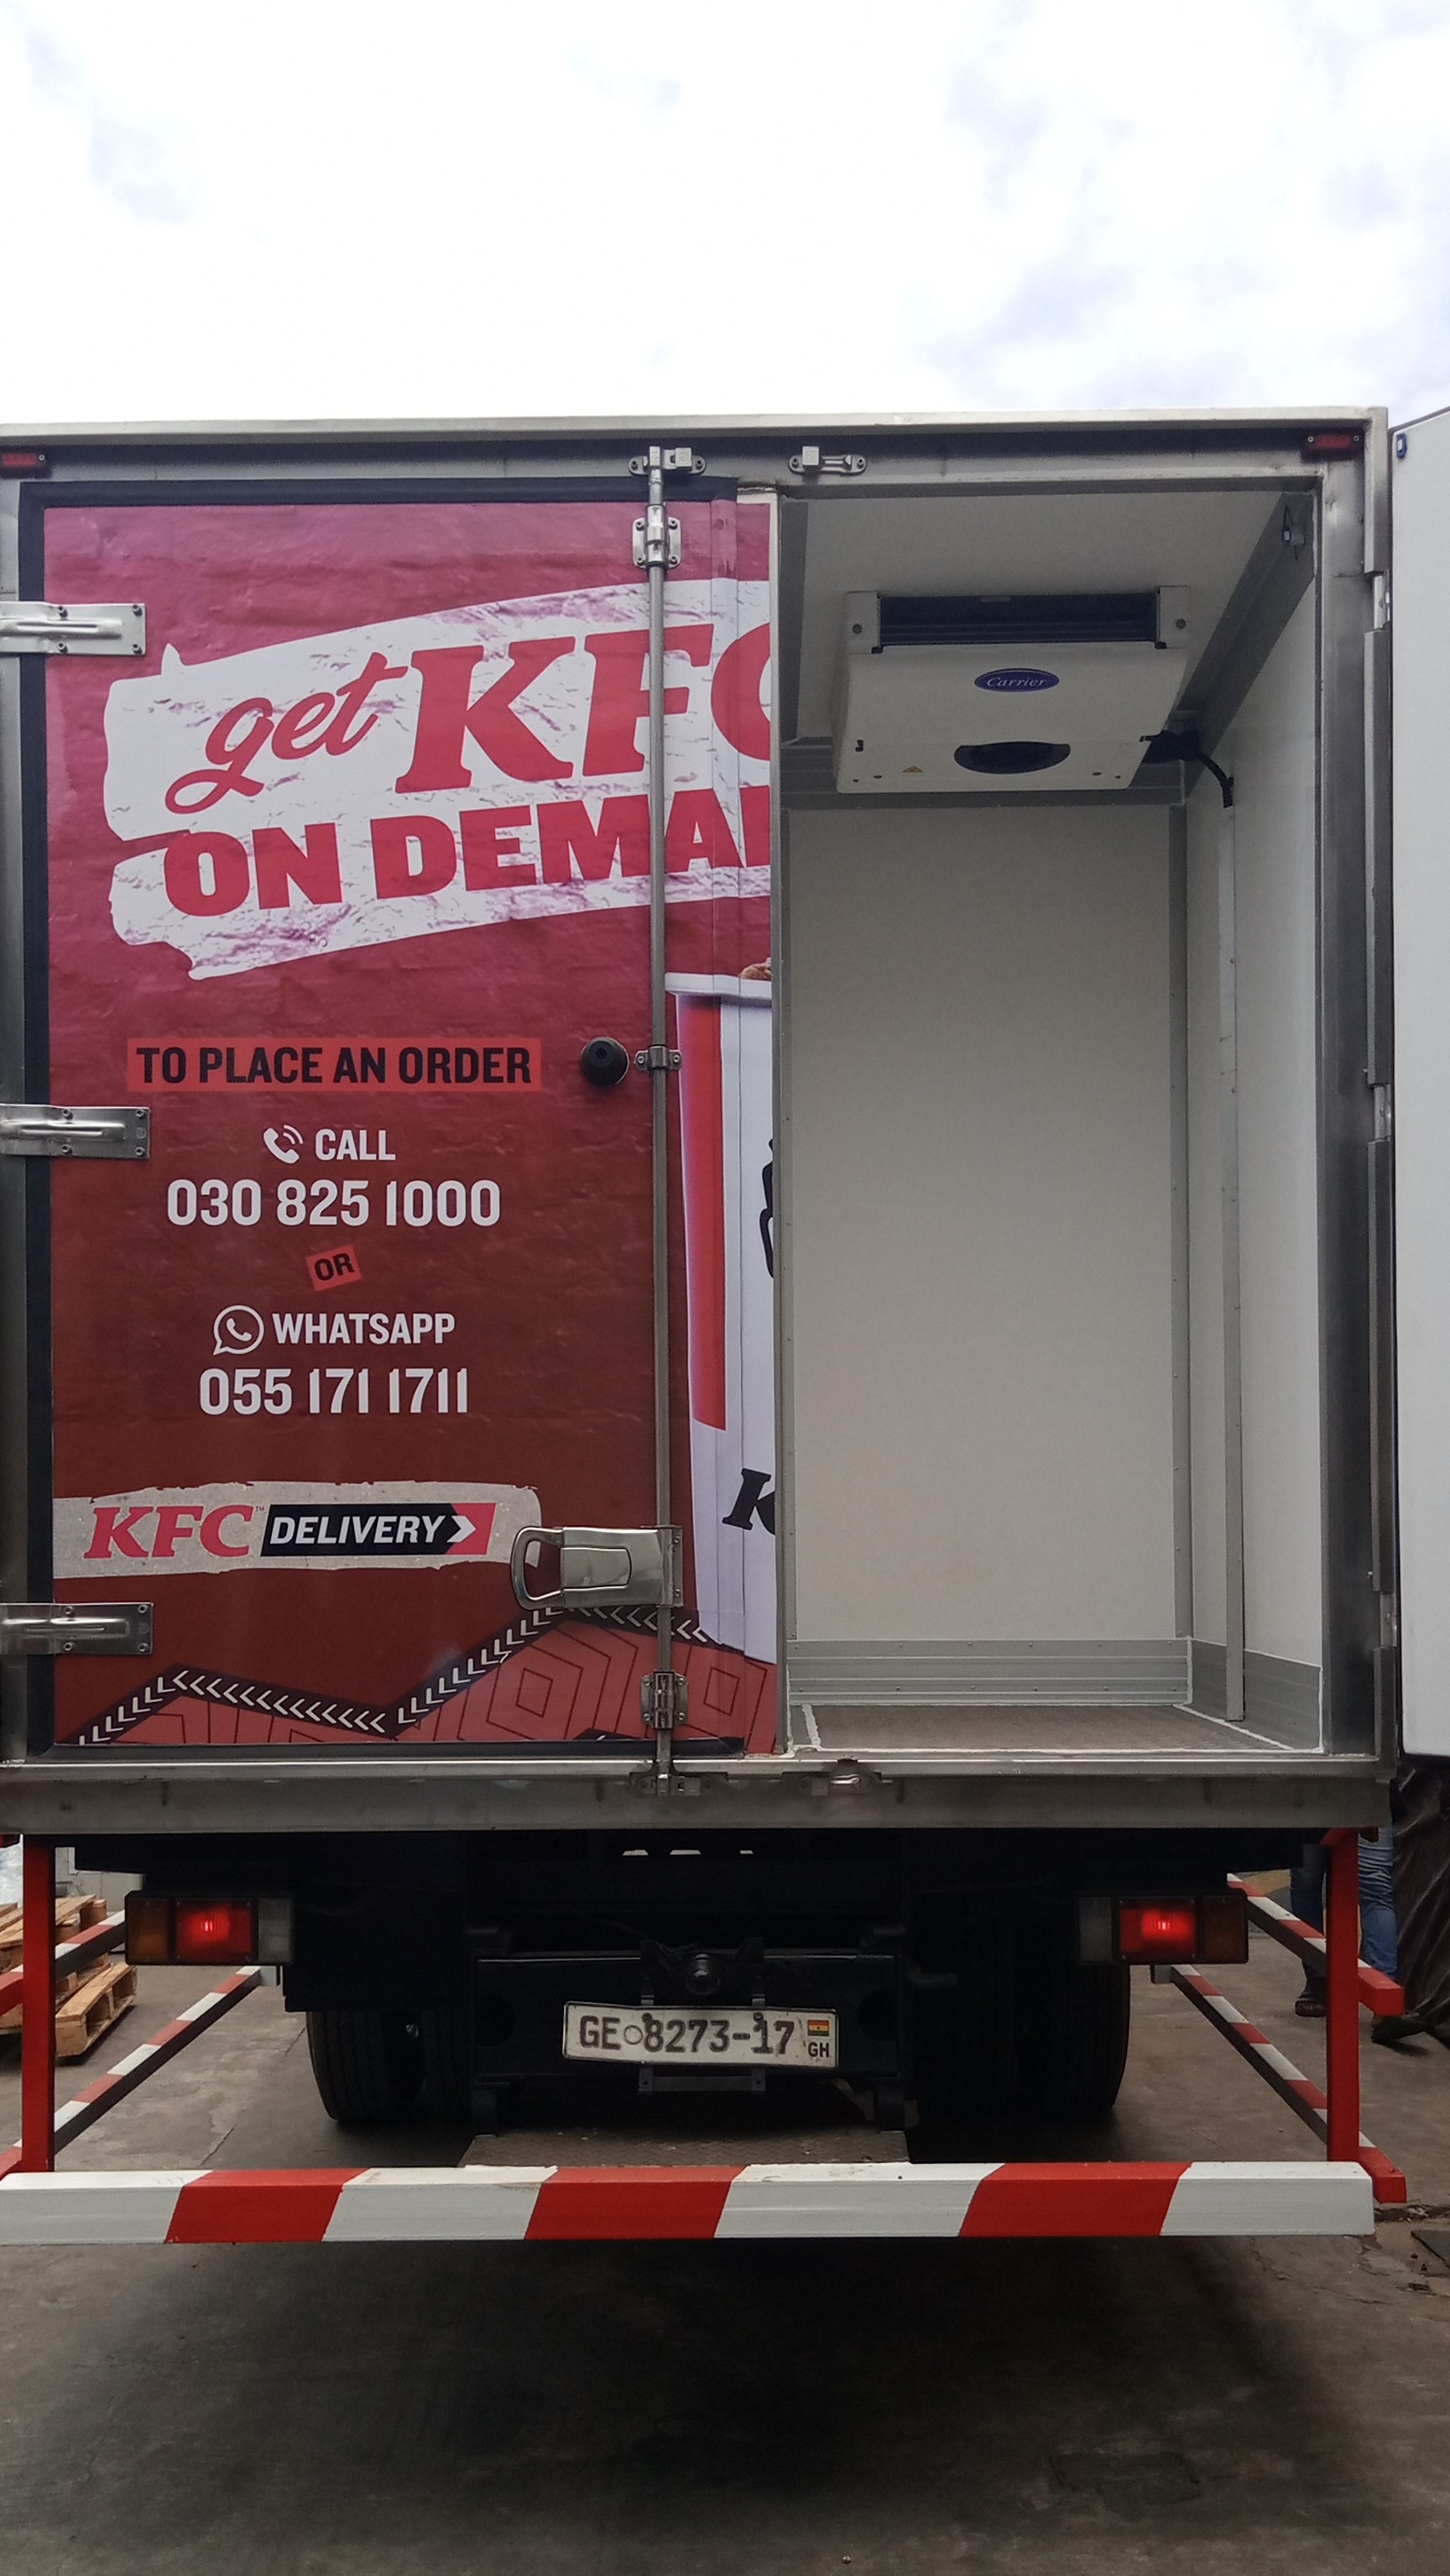 get KFC
ON DEMA
Carrier
TO PLACE AN ORDER
CALL
030 825 1000
OR
WHATSAPP
055 171 1711
KFC™ DELIVERY
K
GE 8273-17 GH